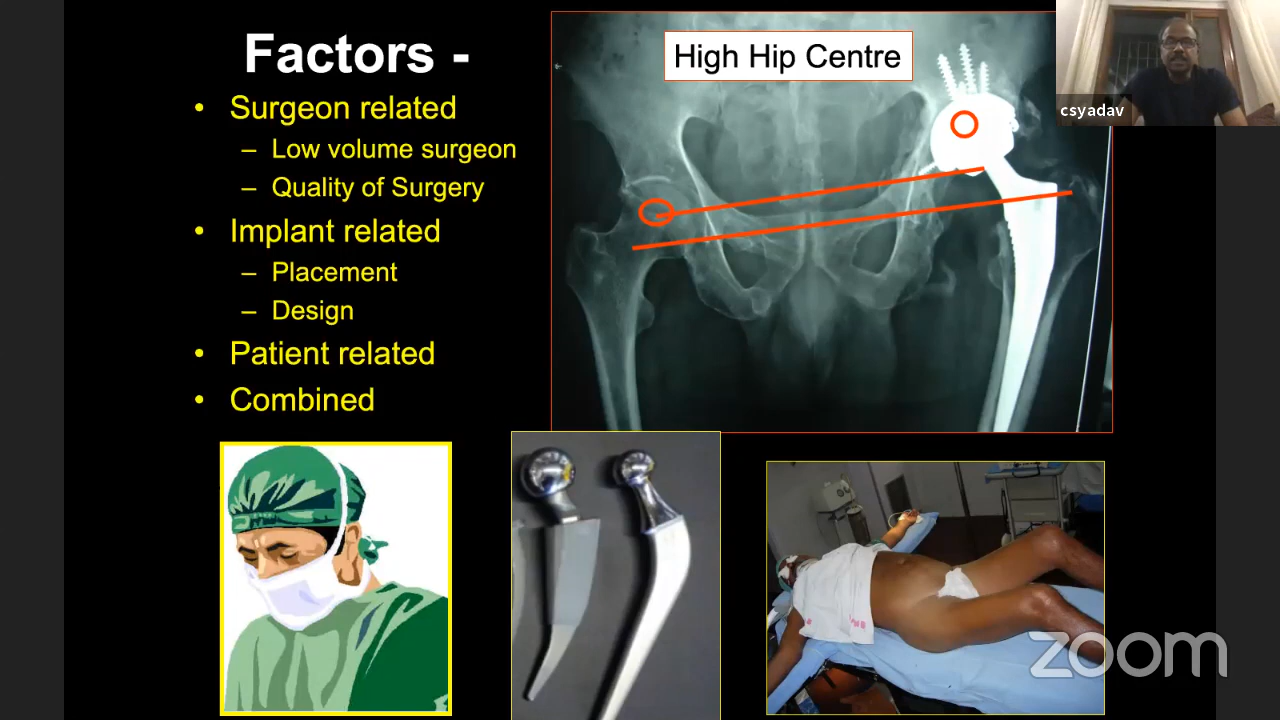 Factors -
• Surgeon related
– Low volume surgeon
– Quality of Surgery
• Implant related
– Placement
– Design
• Patient related
• Combined
High Hip Centre
csyadav
zoom